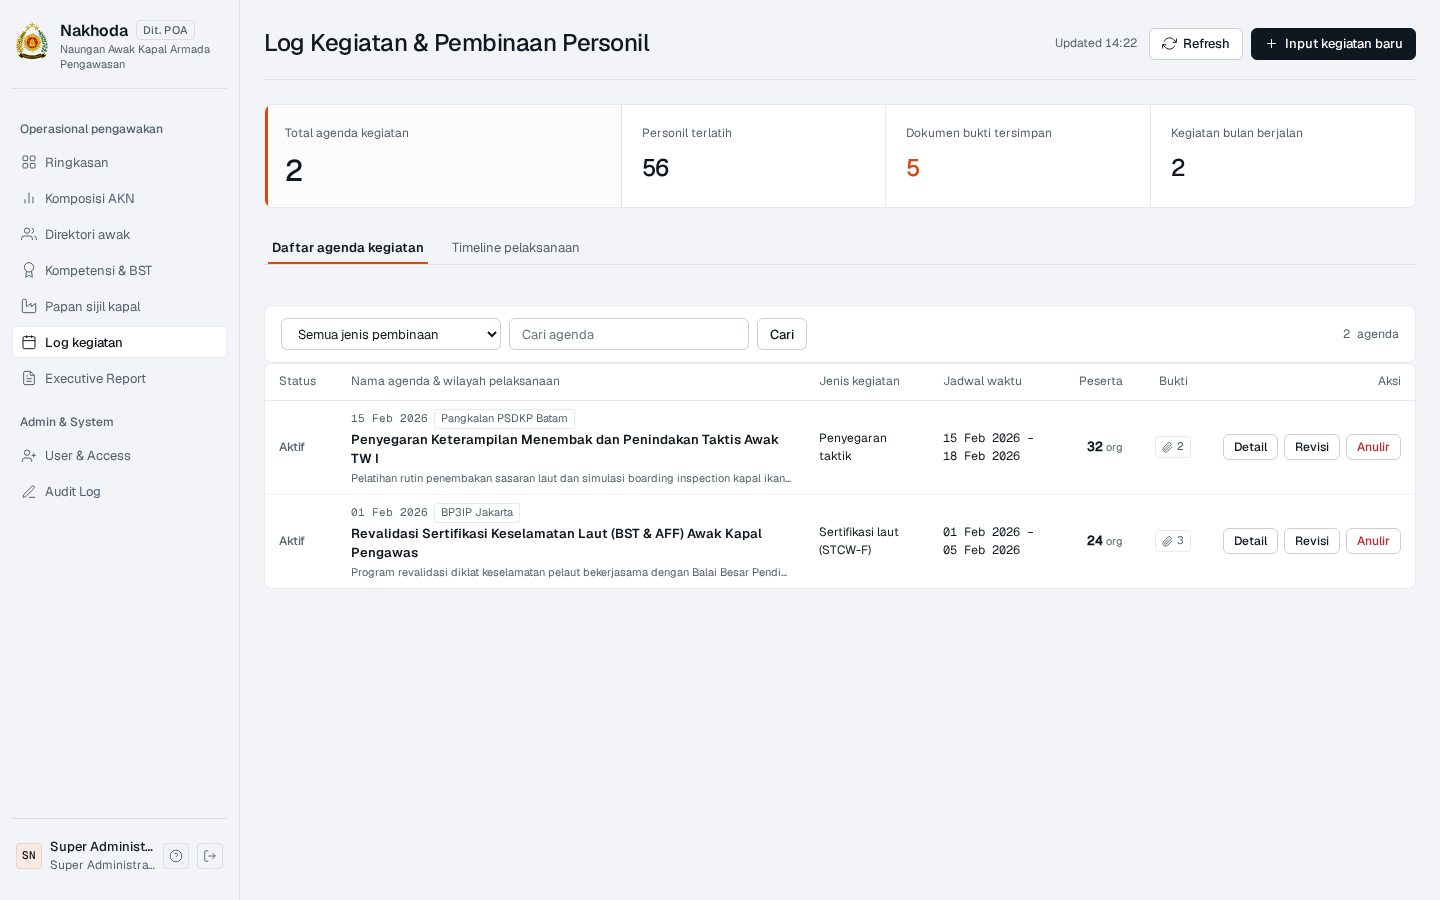 Nakhoda
Dit. POA
Naungan Awak Kapal Armada
Pengawasan
Operasional pengawakan
Ringkasan
Komposisi AKN
Direktori awak
Kompetensi & BST
Papan sijil kapal
Log kegiatan
Executive Report
Admin & System
User & Access
Audit Log
SN
Super Administ...
Super Administra...
Log Kegiatan & Pembinaan Personil
Updated 14:22
Refresh
Input kegiatan baru
Total agenda kegiatan
2
Personil terlatih
56
Dokumen bukti tersimpan
5
Kegiatan bulan berjalan
2
Daftar agenda kegiatan
Timeline pelaksanaan
Semua jenis pembinaan
Cari agenda
Cari
2 agenda
Status
Nama agenda & wilayah pelaksanaan
Jenis kegiatan
Jadwal waktu
Peserta
Bukti
Aksi
Aktif
15 Feb 2026
Pangkalan PSDKP Batam
Penyegaran Keterampilan Menembak dan Penindakan Taktis Awak
TW I
Pelatihan rutin penembakan sasaran laut dan simulasi boarding inspection kapal ikan...
Penyegaran
taktik
15 Feb 2026 –
18 Feb 2026
32 org
2
Detail
Revisi
Anulir
Aktif
01 Feb 2026
BP3IP Jakarta
Revalidasi Sertifikasi Keselamatan Laut (BST & AFF) Awak Kapal
Pengawas
Program revalidasi diklat keselamatan pelaut bekerjasama dengan Balai Besar Pendi...
Sertifikasi laut
(STCW-F)
01 Feb 2026 –
05 Feb 2026
24 org
3
Detail
Revisi
Anulir